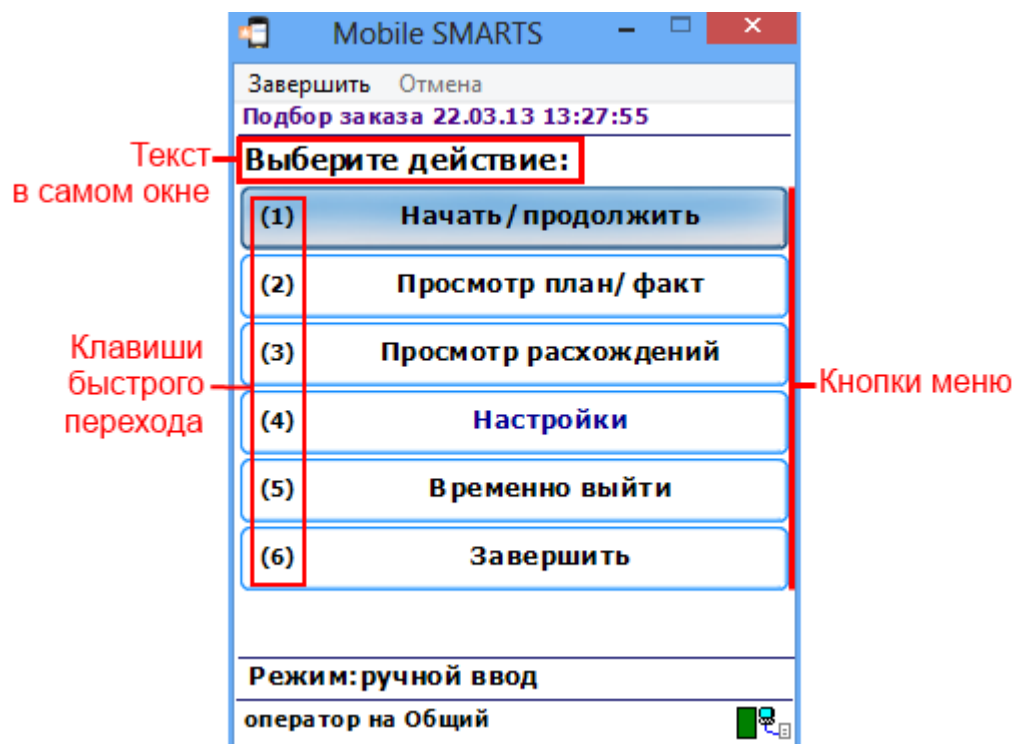 Mobile SMARTS
Завершить Отмена
Подбор заказа 22.03.13 13:27:55
Текст
в самом окне
Выберите действие:
(1) Начать/продолжить
(2) Просмотр план/факт
(3) Просмотр расхождений
(4) Настройки
(5) Временно выйти
(6) Завершить
Клавиши
быстрого
перехода
Кнопки меню
Режим:ручной ввод
оператор на Общий